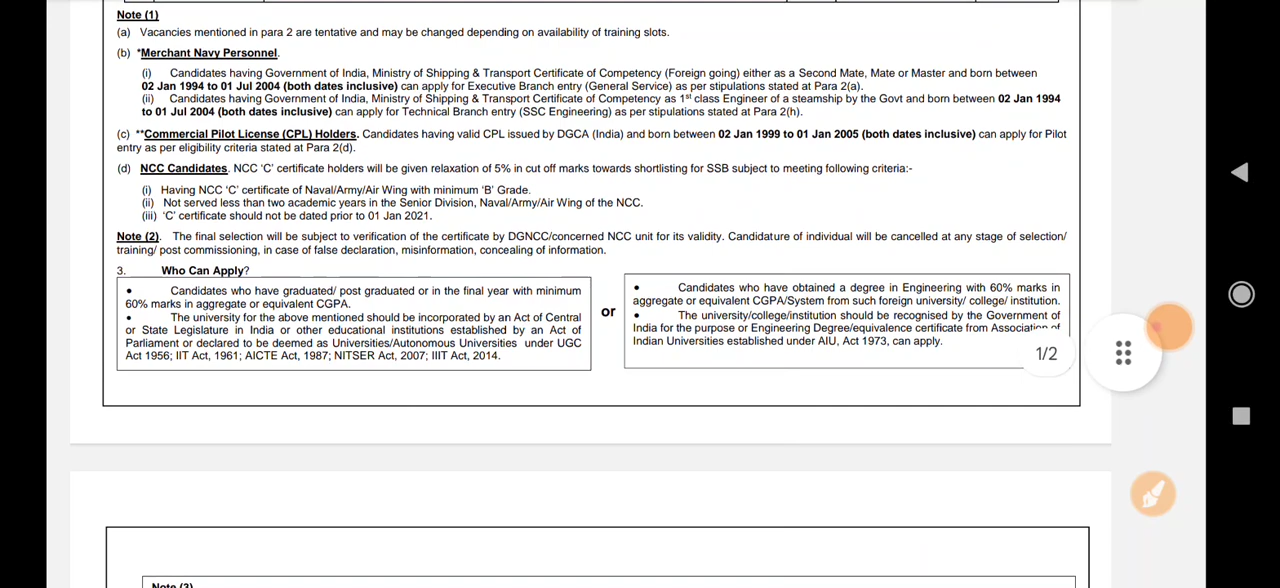 Note (1)
(a) Vacancies mentioned in para 2 are tentative and may be changed depending on availability of training slots.
(b) *Merchant Navy Personnel.
(i) Candidates having Government of India, Ministry of Shipping & Transport Certificate of Competency (Foreign going) either as a Second Mate, Mate or Master and born between
02 Jan 1994 to 01 Jul 2004 (both dates inclusive) can apply for Executive Branch entry (General Service) as per stipulations stated at Para 2(a).
(ii) Candidates having Government of India, Ministry of Shipping & Transport Certificate of Competency as 1st class Engineer of a steamship by the Govt and born between 02 Jan 1994
to 01 Jul 2004 (both dates inclusive) can apply for Technical Branch entry (SSC Engineering) as per stipulations stated at Para 2(h).
(c) **Commercial Pilot License (CPL) Holders. Candidates having valid CPL issued by DGCA (India) and born between 02 Jan 1999 to 01 Jan 2005 (both dates inclusive) can apply for Pilot
entry as per eligibility criteria stated at Para 2(d).
(d) NCC Candidates. NCC ‘C’ certificate holders will be given relaxation of 5% in cut off marks towards shortlisting for SSB subject to meeting following criteria:-
(i) Having NCC ‘C’ certificate of Naval/Army/Air Wing with minimum ‘B’ Grade.
(ii) Not served less than two academic years in the Senior Division, Naval/Army/Air Wing of the NCC.
(iii) ‘C’ certificate should not be dated prior to 01 Jan 2021.
Note (2). The final selection will be subject to verification of the certificate by DGNCC/concerned NCC unit for its validity. Candidature of individual will be cancelled at any stage of selection/
training/ post commissioning, in case of false declaration, misinformation, concealing of information.
3. Who Can Apply?
• Candidates who have graduated/ post graduated or in the final year with minimum
60% marks in aggregate or equivalent CGPA.
• The university for the above mentioned should be incorporated by an Act of Central
or State Legislature in India or other educational institutions established by an Act of
Parliament or declared to be deemed as Universities/Autonomous Universities under UGC
Act 1956; IIT Act, 1961; AICTE Act, 1987; NITSER Act, 2007; IIIT Act, 2014.
or
• Candidates who have obtained a degree in Engineering with 60% marks in
aggregate or equivalent CGPA/System from such foreign university/ college/ institution.
• The university/college/institution should be recognised by the Government of
India for the purpose or Engineering Degree/equivalence certificate from Association of
Indian Universities established under AIU, Act 1973, can apply.
1/2
Note (3)